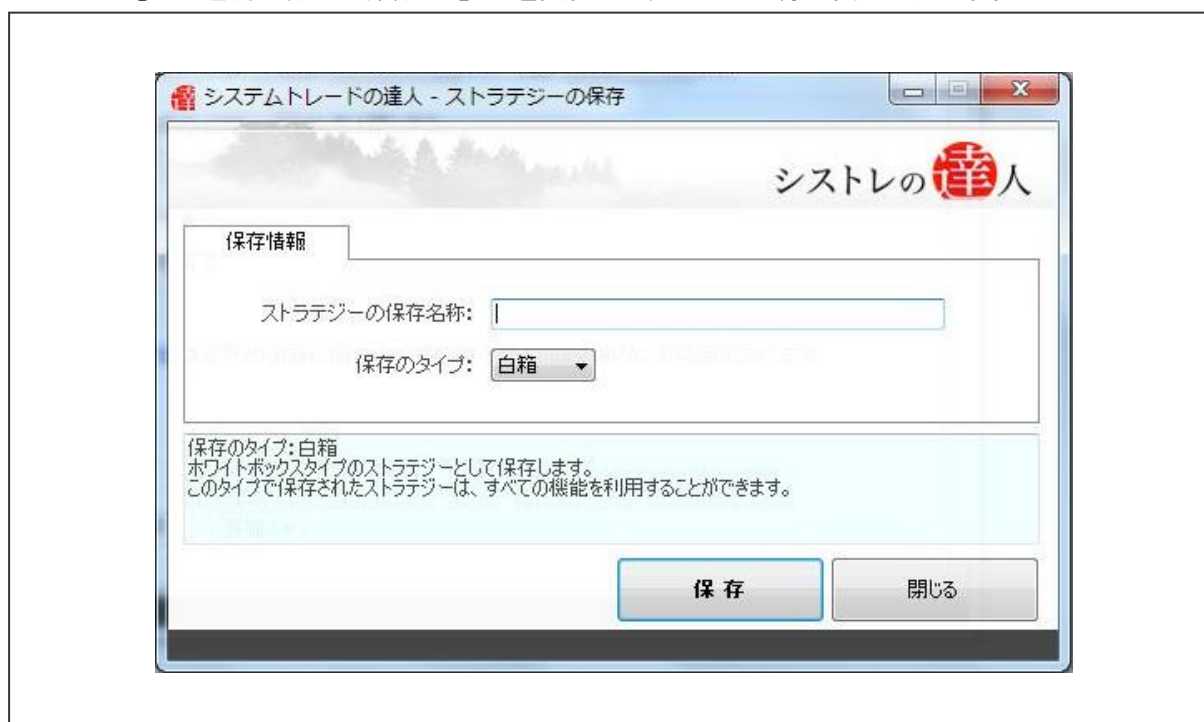 システムトレードの達人 - ストラテジーの保存
シストレの達人
保存情報
ストラテジーの保存名称:
保存のタイプ: 白箱
保存のタイプ:白箱
ホワイトボックスタイプのストラテジーとして保存します。
このタイプで保存されたストラテジーは、すべての機能を利用することができます。
保存
閉じる